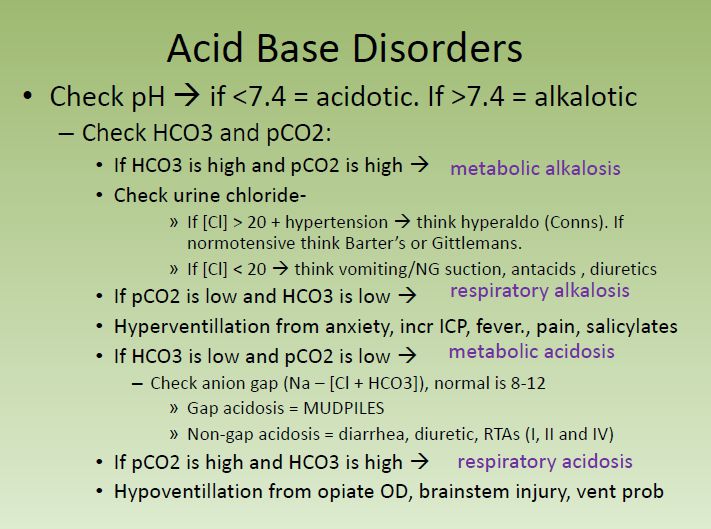 Acid Base Disorders
• Check pH → if <7.4 = acidotic. If >7.4 = alkalotic
– Check HCO3 and pCO2:
• If HCO3 is high and pCO2 is high → metabolic alkalosis
• Check urine chloride-
» If [Cl] > 20 + hypertension → think hyperaldo (Conns). If
normotensive think Barter’s or Gittlemans.
» If [Cl] < 20 → think vomiting/NG suction, antacids , diuretics
• If pCO2 is low and HCO3 is low → respiratory alkalosis
• Hyperventillation from anxiety, incr ICP, fever., pain, salicylates
• If HCO3 is low and pCO2 is low → metabolic acidosis
– Check anion gap (Na – [Cl + HCO3]), normal is 8-12
» Gap acidosis = MUDPILES
» Non-gap acidosis = diarrhea, diuretic, RTAs (I, II and IV)
• If pCO2 is high and HCO3 is high → respiratory acidosis
• Hypoventillation from opiate OD, brainstem injury, vent prob